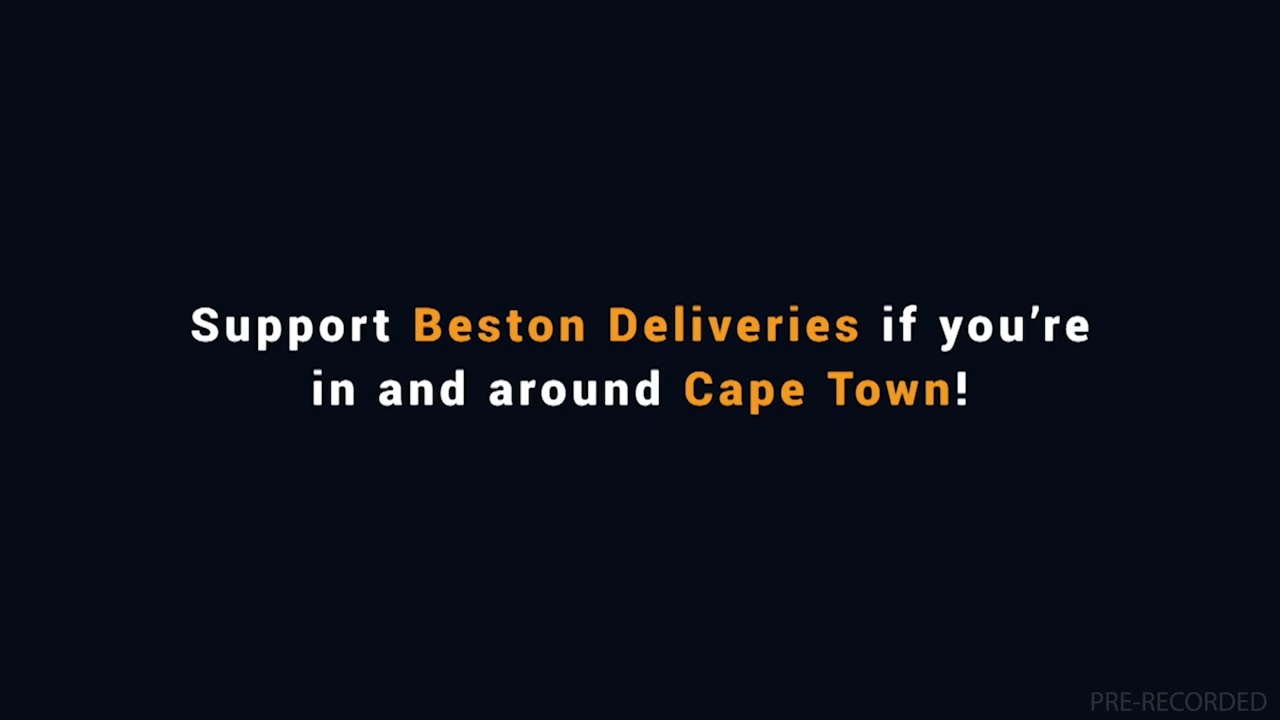 Support Beston Deliveries if you’re
in and around Cape Town!
PRE-RECORDED